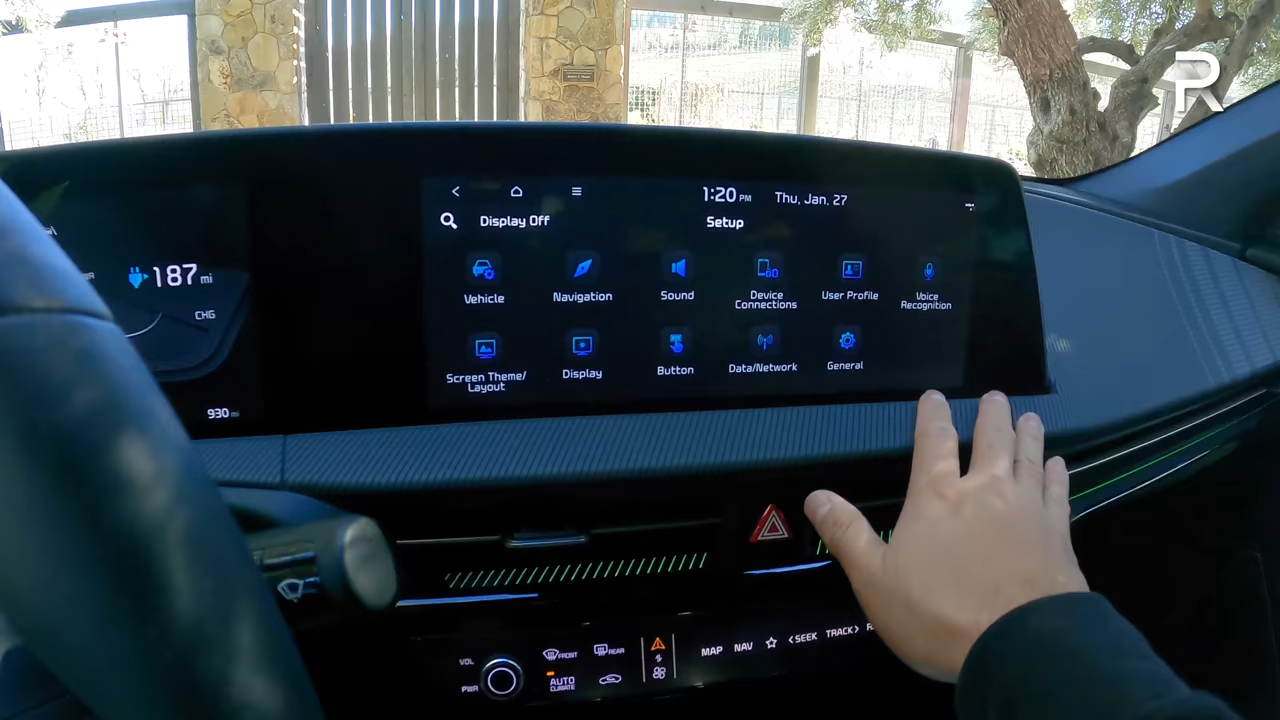 R
1:20 PM
Thu, Jan. 27
Display Off
Setup
187 mi
CHG
930 mi
Vehicle
Navigation
Sound
Device
Connections
User Profile
Voice
Recognition
Screen Theme/
Layout
Display
Button
Data/Network
General
VOL
PWR
FRONT
REAR
AUTO
CLIMATE
MAP
NAV
<SEEK
TRACK>